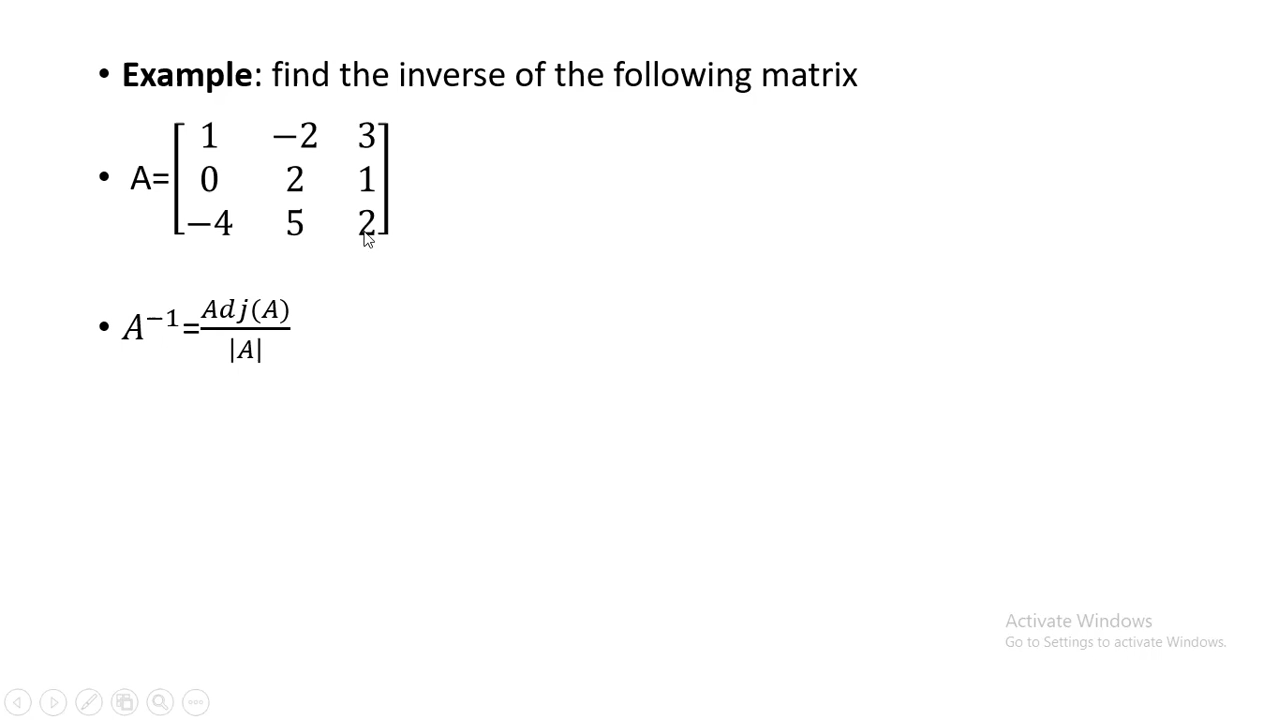 • Example: find the inverse of the following matrix
• A=[1 −2 3
0 2 1
−4 5 2]
• A⁻¹=Adj(A)/|A|
Activate Windows
Go to Settings to activate Windows.